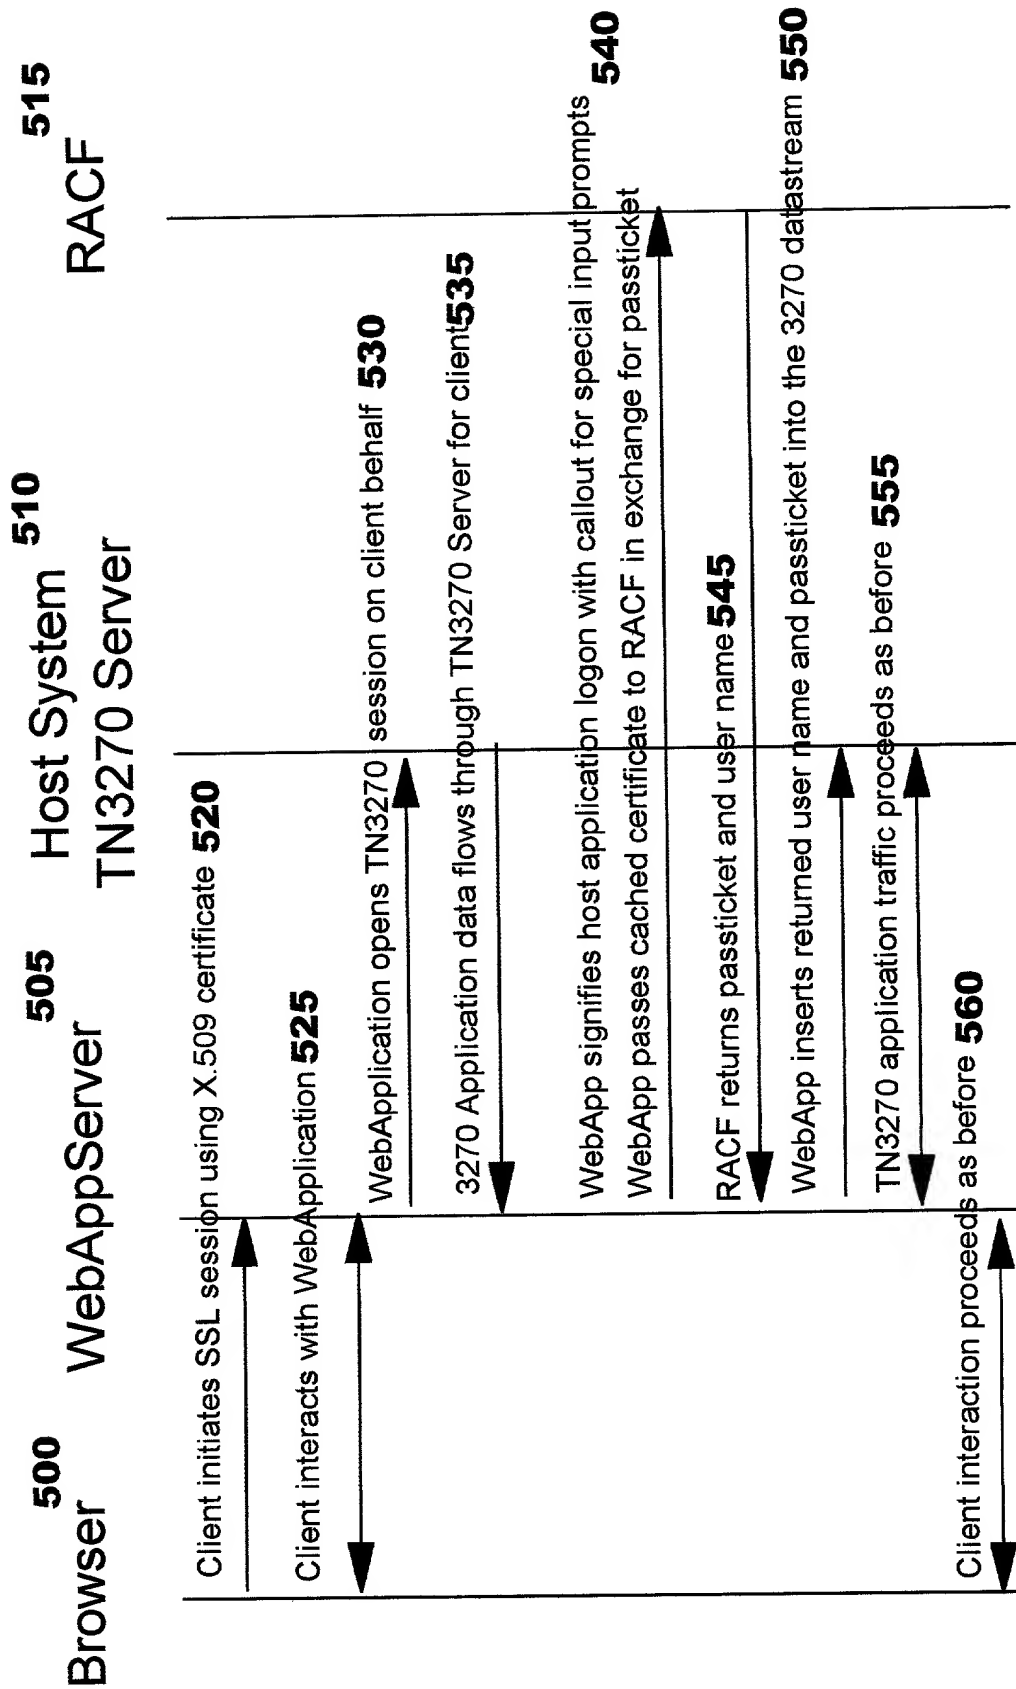 500
Browser
505
WebAppServer
510
Host System
TN3270 Server
515
RACF
Client initiates SSL session using X.509 certificate 520
Client interacts with WebApplication 525
WebApplication opens TN3270 session on client behalf 530
3270 Application data flows through TN3270 Server for client 535
WebApp signifies host application logon with callout for special input prompts
540
WebApp passes cached certificate to RACF in exchange for passticket
RACF returns passticket and user name 545
WebApp inserts returned user name and passticket into the 3270 datastream 550
TN3270 application traffic proceeds as before 555
Client interaction proceeds as before 560